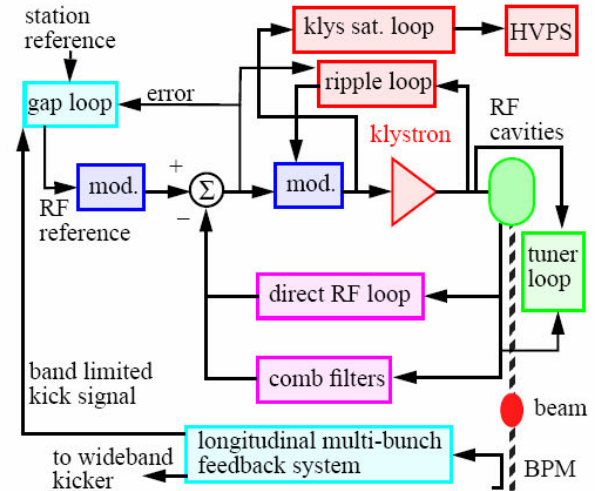 station
reference
klys sat. loop
HVPS
gap loop
error
ripple loop
klystron
RF
cavities
mod.
+
Σ
−
mod.
RF
reference
tuner
loop
direct RF loop
comb filters
band limited
kick signal
beam
longitudinal multi-bunch
feedback system
to wideband
kicker
BPM